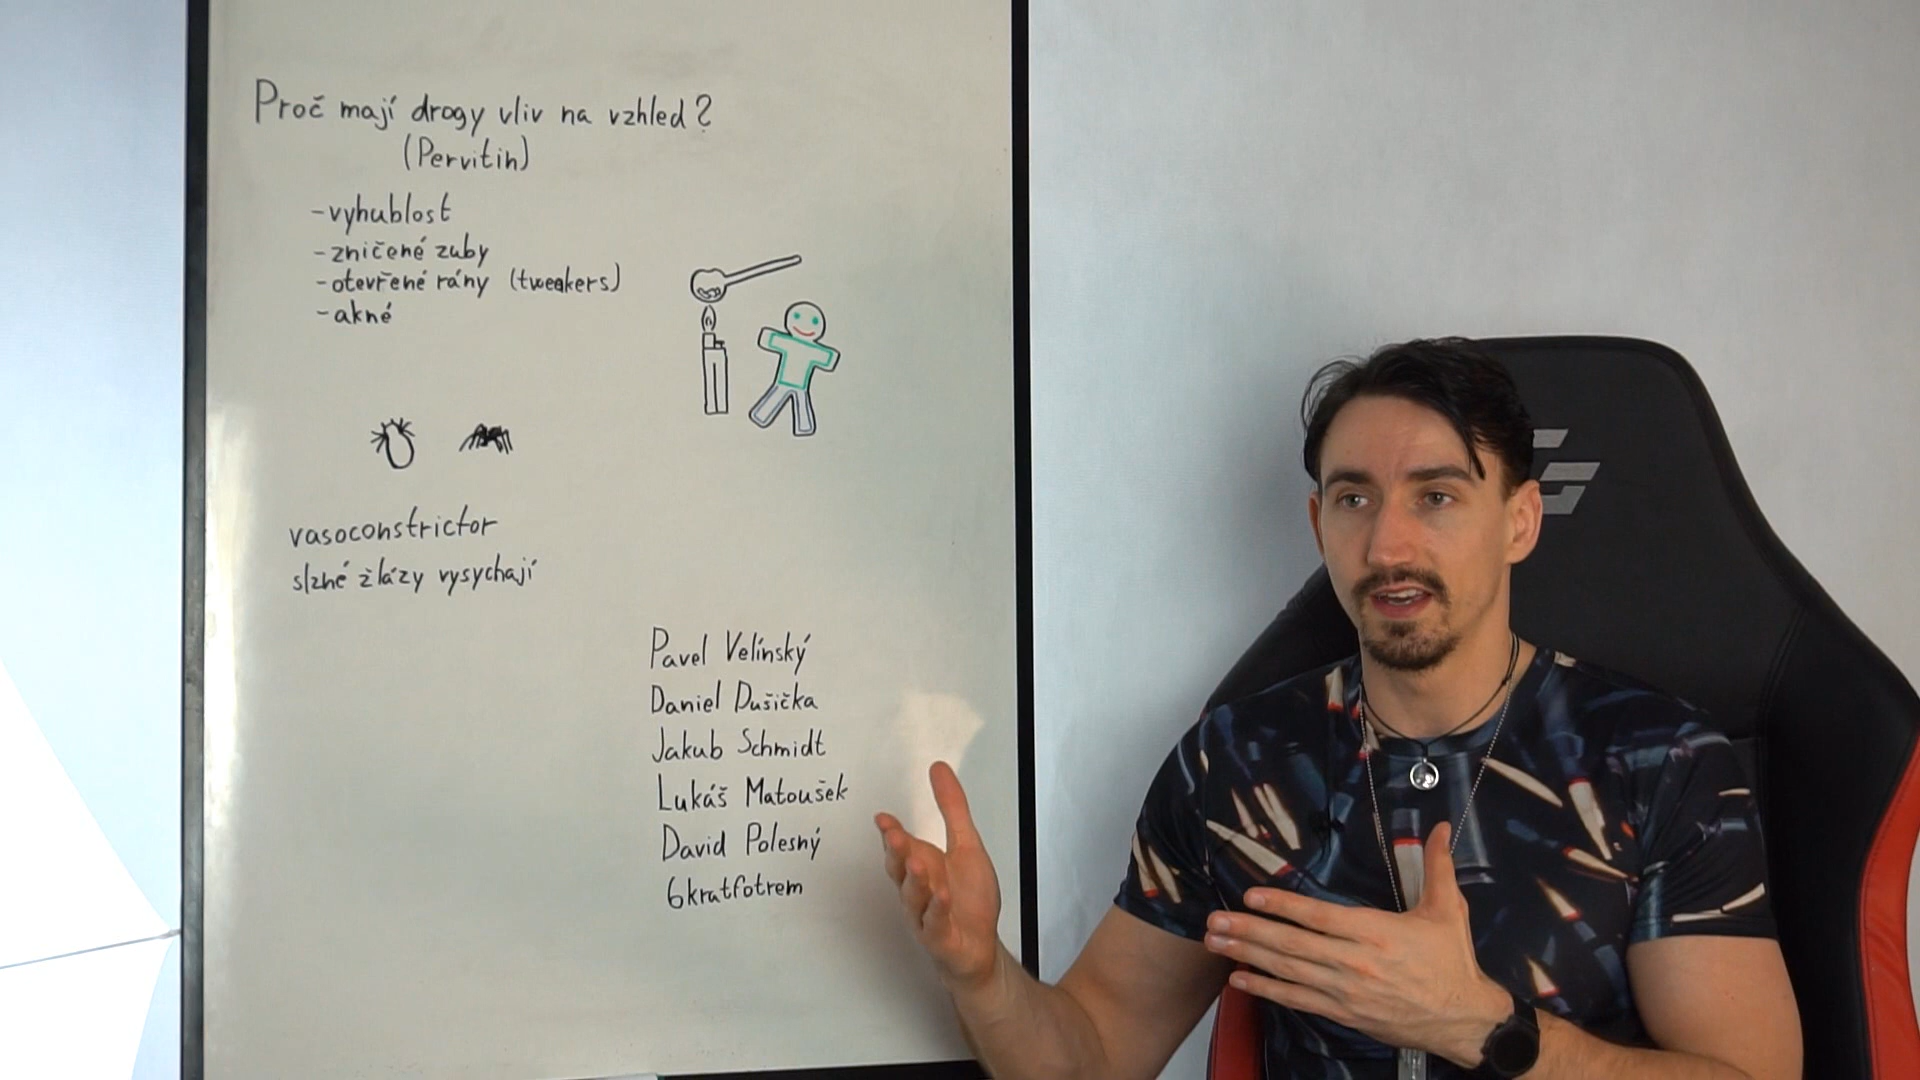 Proč mají drogy vliv na vzhled?
(Pervitin)
-vyhublost
-zničené zuby
-otevřené rány (tweakers)
-akné
vasoconstrictor
slzné žlázy vysychají
Pavel Velínský
Daniel Dušička
Jakub Schmidt
Lukáš Matoušek
David Polesný
6kratfotrem